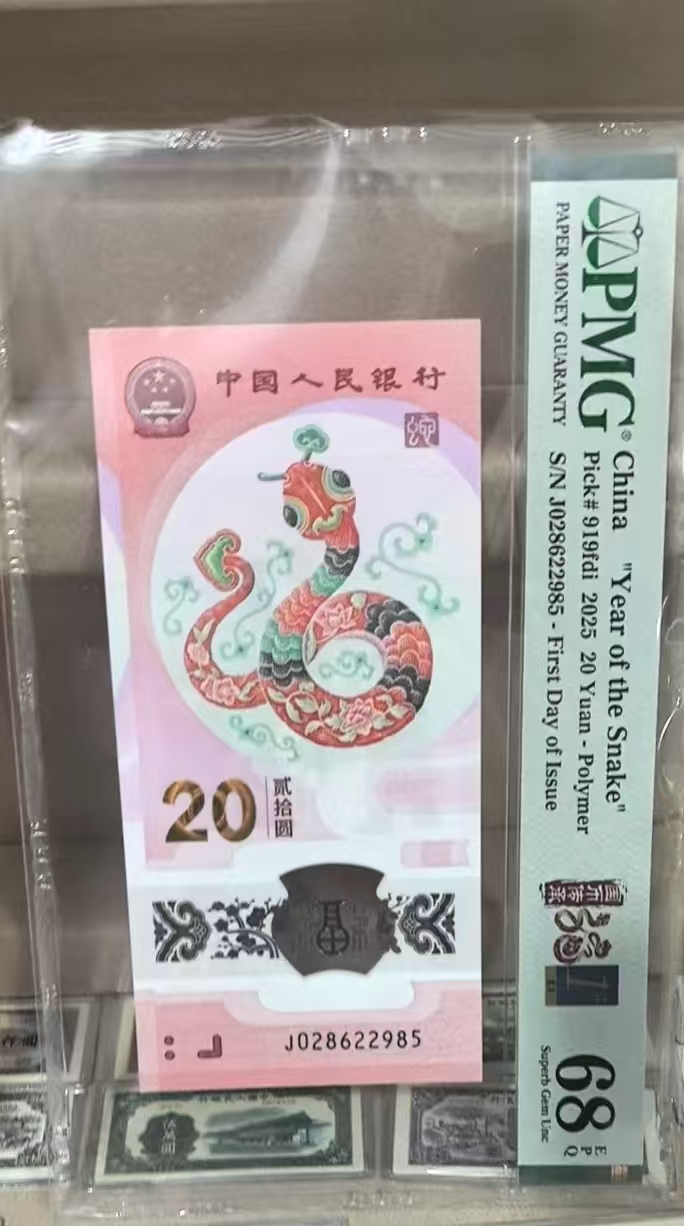 中国人民银行
20
贰拾圆
J028622985
PMG®
PAPER MONEY GUARANTY
China "Year of the Snake"
Pick# 919fdi 2025 20 Yuan - Polymer
S/N J028622985 - First Day of Issue
68
EPQ
Superb Gem Unc